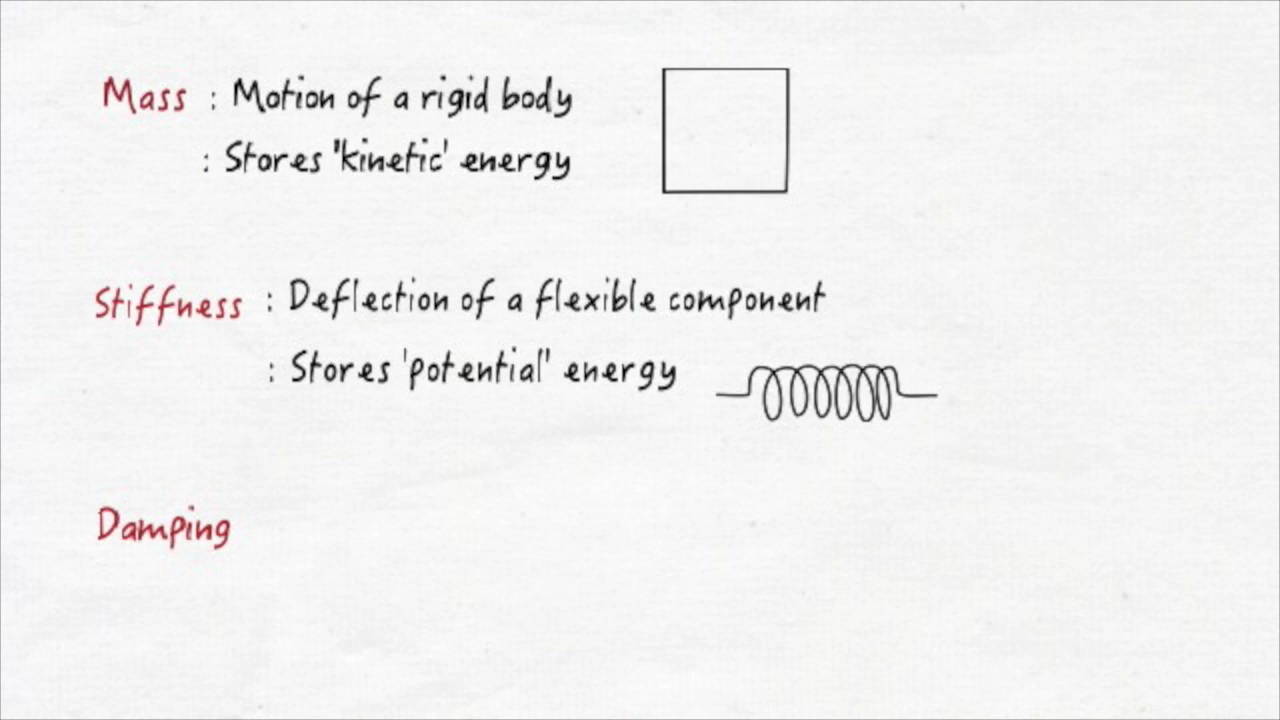 Mass : Motion of a rigid body
: Stores 'kinetic' energy
Stiffness : Deflection of a flexible component
: Stores 'potential' energy
Damping